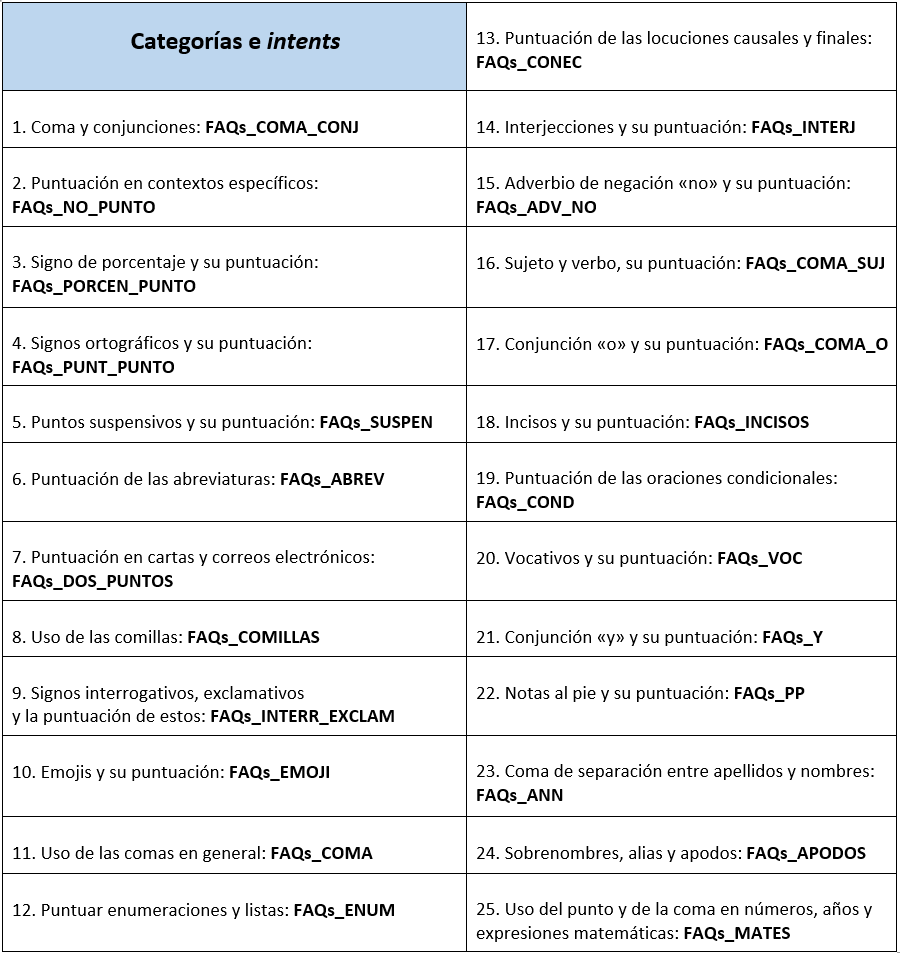 Categorías e intents
1. Coma y conjunciones: FAQs_COMA_CONJ
2. Puntuación en contextos específicos:
FAQs_NO_PUNTO
3. Signo de porcentaje y su puntuación:
FAQs_PORCEN_PUNTO
4. Signos ortográficos y su puntuación:
FAQs_PUNT_PUNTO
5. Puntos suspensivos y su puntuación: FAQs_SUSPEN
6. Puntuación de las abreviaturas: FAQs_ABREV
7. Puntuación en cartas y correos electrónicos:
FAQs_DOS_PUNTOS
8. Uso de las comillas: FAQs_COMILLAS
9. Signos interrogativos, exclamativos
y la puntuación de estos: FAQs_INTERR_EXCLAM
10. Emojis y su puntuación: FAQs_EMOJI
11. Uso de las comas en general: FAQs_COMA
12. Puntuar enumeraciones y listas: FAQs_ENUM
13. Puntuación de las locuciones causales y finales:
FAQs_CONEC
14. Interjecciones y su puntuación: FAQs_INTERJ
15. Adverbio de negación «no» y su puntuación:
FAQs_ADV_NO
16. Sujeto y verbo, su puntuación: FAQs_COMA_SUJ
17. Conjunción «o» y su puntuación: FAQs_COMA_O
18. Incisos y su puntuación: FAQs_INCISOS
19. Puntuación de las oraciones condicionales:
FAQs_COND
20. Vocativos y su puntuación: FAQs_VOC
21. Conjunción «y» y su puntuación: FAQs_Y
22. Notas al pie y su puntuación: FAQs_PP
23. Coma de separación entre apellidos y nombres:
FAQs_ANN
24. Sobrenombres, alias y apodos: FAQs_APODOS
25. Uso del punto y de la coma en números, años y
expresiones matemáticas: FAQs_MATES